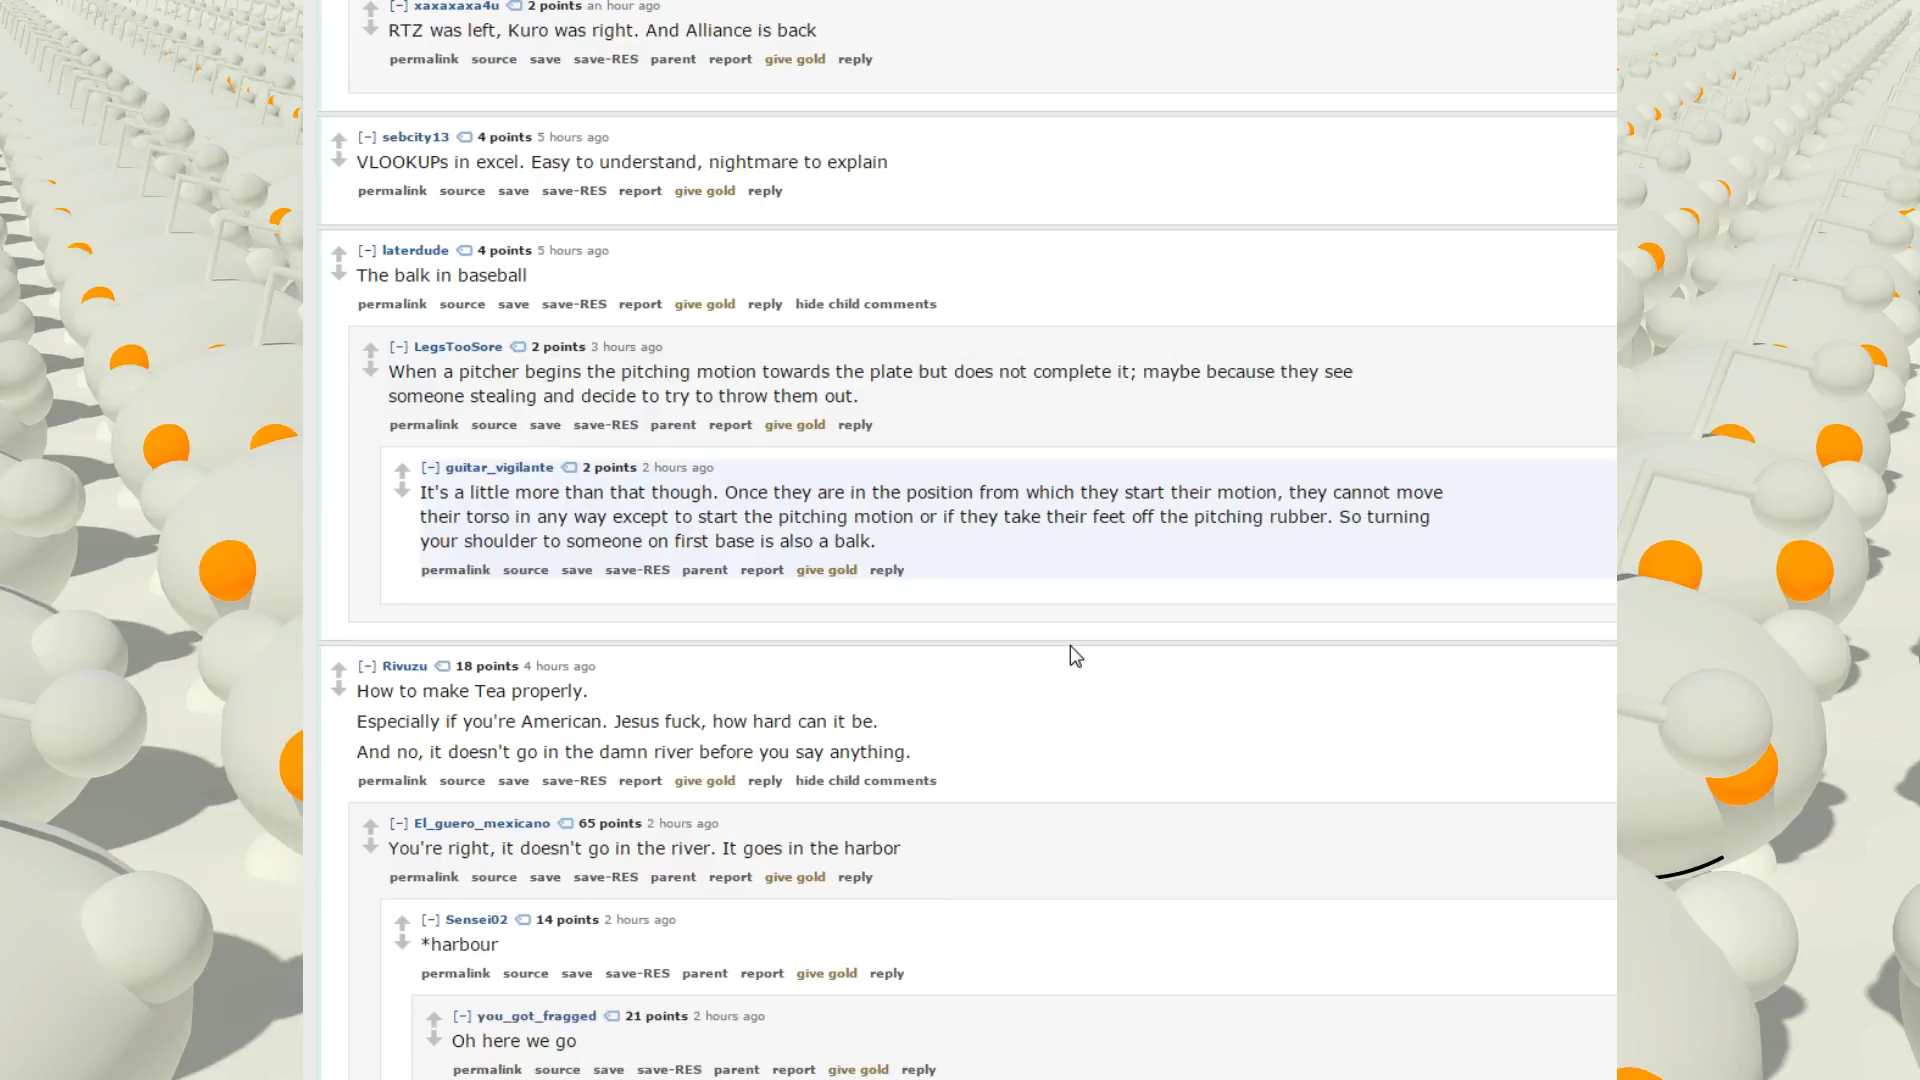 [-] xaxaxaxa4u 2 points an hour ago
RTZ was left, Kuro was right. And Alliance is back
permalink source save save-RES parent report give gold reply
[-] sebcity13 4 points 5 hours ago
VLOOKUPs in excel. Easy to understand, nightmare to explain
permalink source save save-RES report give gold reply
[-] laterdude 4 points 5 hours ago
The balk in baseball
permalink source save save-RES report give gold reply hide child comments
[-] LegsTooSore 2 points 3 hours ago
When a pitcher begins the pitching motion towards the plate but does not complete it; maybe because they see
someone stealing and decide to try to throw them out.
permalink source save save-RES parent report give gold reply
[-] guitar_vigilante 2 points 2 hours ago
It's a little more than that though. Once they are in the position from which they start their motion, they cannot move
their torso in any way except to start the pitching motion or if they take their feet off the pitching rubber. So turning
your shoulder to someone on first base is also a balk.
permalink source save save-RES parent report give gold reply
[-] Rivuzu 18 points 4 hours ago
How to make Tea properly.
Especially if you're American. Jesus fuck, how hard can it be.
And no, it doesn't go in the damn river before you say anything.
permalink source save save-RES report give gold reply hide child comments
[-] El_guero_mexicano 65 points 2 hours ago
You're right, it doesn't go in the river. It goes in the harbor
permalink source save save-RES parent report give gold reply
[-] Sensei02 14 points 2 hours ago
*harbour
permalink source save save-RES parent report give gold reply
[-] you_got_fragged 21 points 2 hours ago
Oh here we go
permalink source save save-RES parent report give gold reply